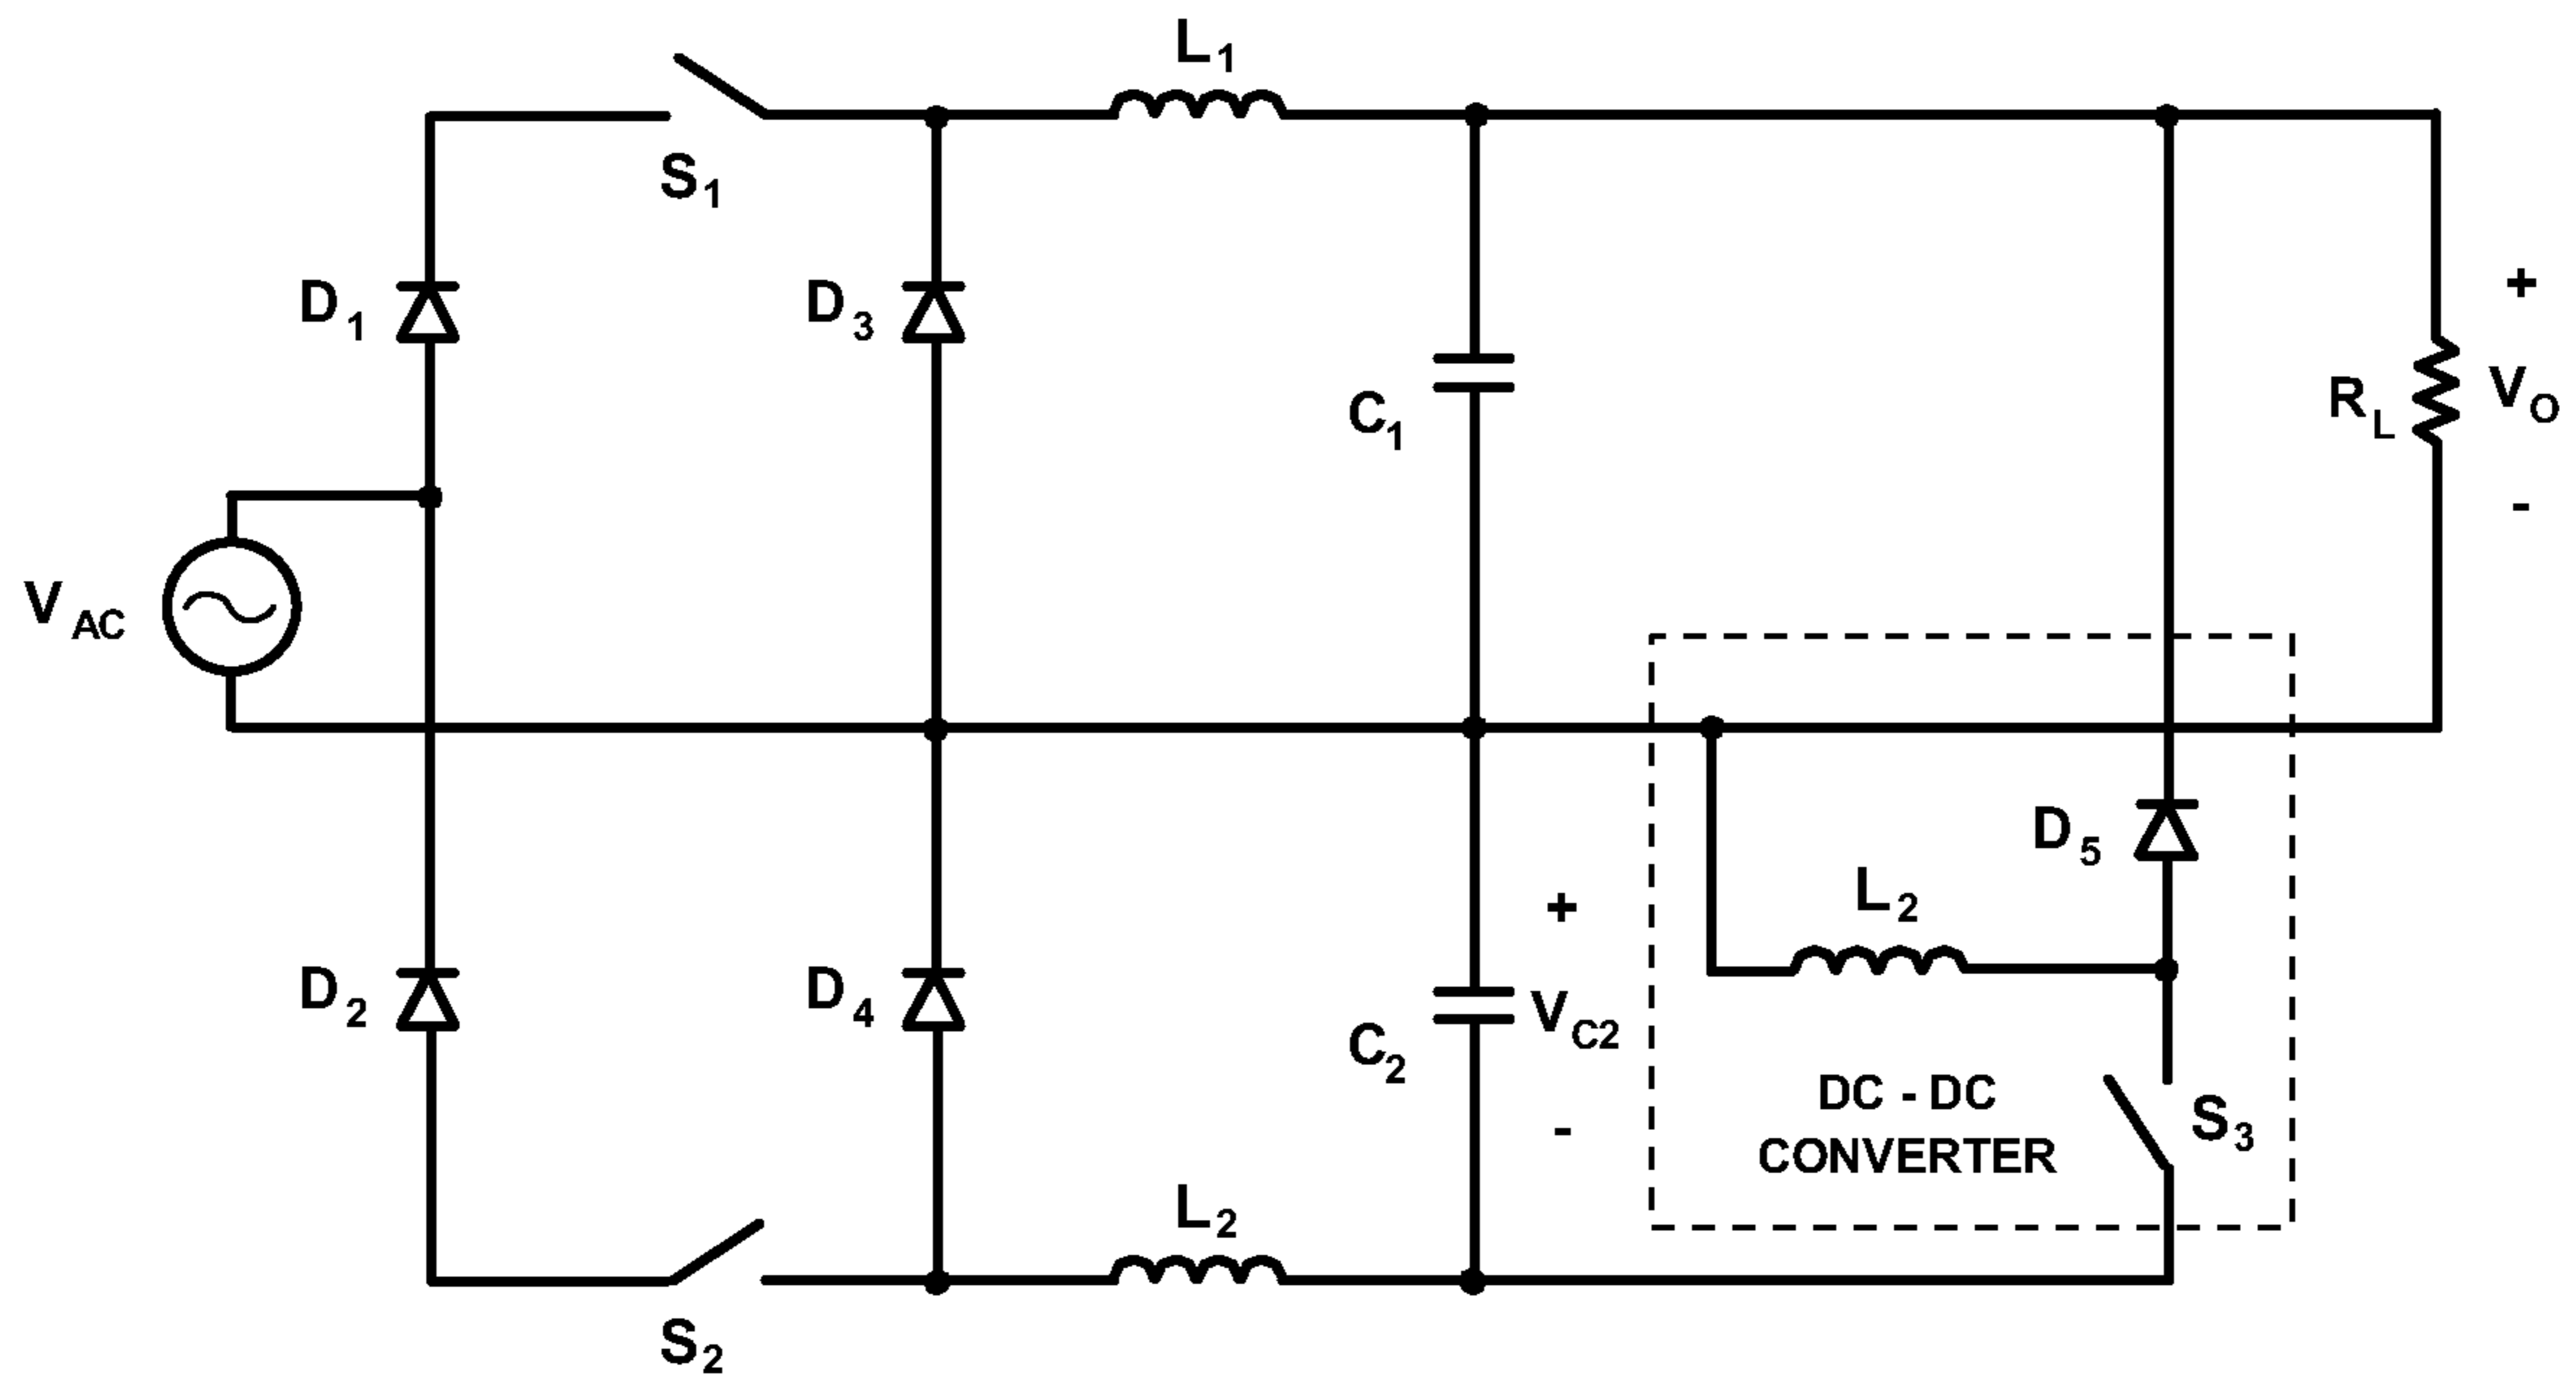 L1
S1
D1
D3
C1
RL
+
VO
-
VAC
D5
L2
D2
D4
C2
+
VC2
-
DC - DC
CONVERTER
S3
L2
S2